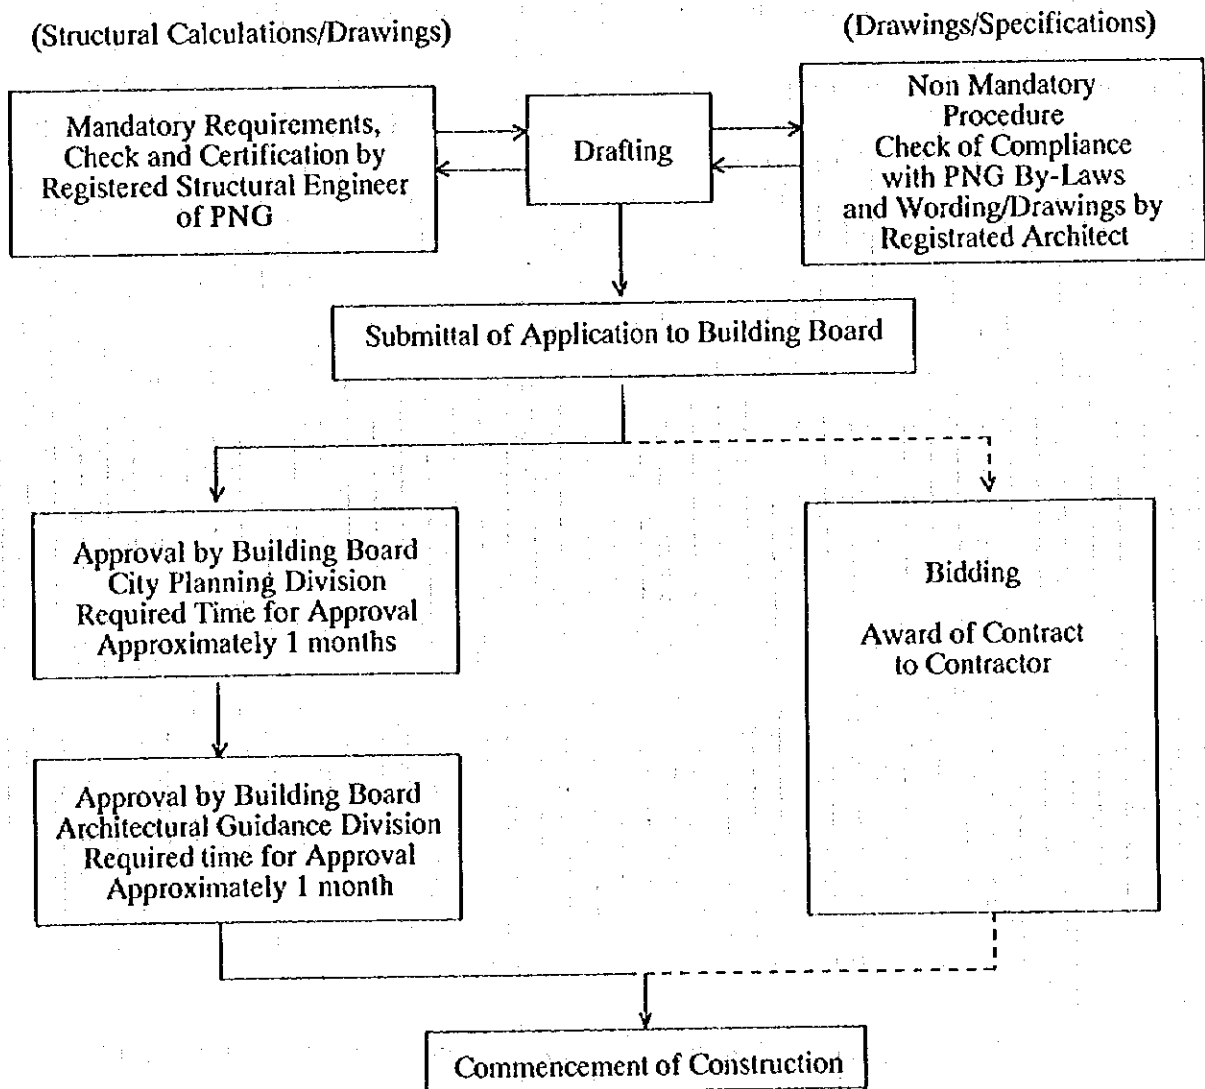 (Structural Calculations/Drawings)
(Drawings/Specifications)
Mandatory Requirements,
Check and Certification by
Registered Structural Engineer
of PNG
Drafting
Non Mandatory
Procedure
Check of Compliance
with PNG By-Laws
and Wording/Drawings by
Registrated Architect
Submittal of Application to Building Board
Approval by Building Board
City Planning Division
Required Time for Approval
Approximately 1 months
Bidding
Award of Contract
to Contractor
Approval by Building Board
Architectural Guidance Division
Required time for Approval
Approximately 1 month
Commencement of Construction